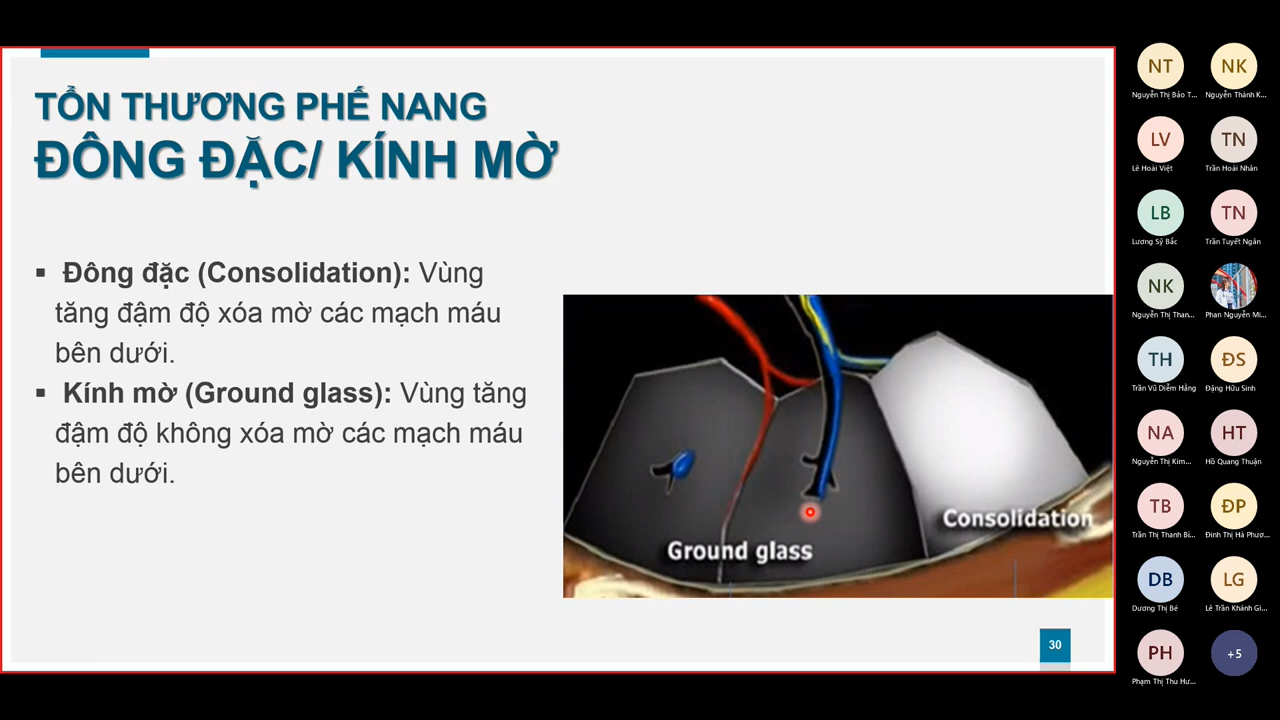 TỔN THƯƠNG PHẾ NANG
ĐÔNG ĐẶC/ KÍNH MỜ
▪ Đông đặc (Consolidation): Vùng
tăng đậm độ xóa mờ các mạch máu
bên dưới.
▪ Kính mờ (Ground glass): Vùng tăng
đậm độ không xóa mờ các mạch máu
bên dưới.
Ground glass
Consolidation
30
NT
Nguyễn Thị Bảo T...
NK
Nguyễn Thánh K...
LV
Lê Hoài Việt
TN
Trần Hoài Nhân
LB
Lương Sỹ Bắc
TN
Trần Tuyết Ngân
NK
Nguyễn Thị Than...
Phan Nguyễn Mi...
TH
Trần Vũ Diễm Hằng
ĐS
Đặng Hữu Sinh
NA
Nguyễn Thị Kim...
HT
Hồ Quang Thuận
TB
Trần Thị Thanh Bì...
ĐP
Đinh Thị Hà Phươ...
DB
Dương Thị Bé
LG
Lê Trần Khánh Gi...
PH
Phạm Thị Thu Hư...
+5